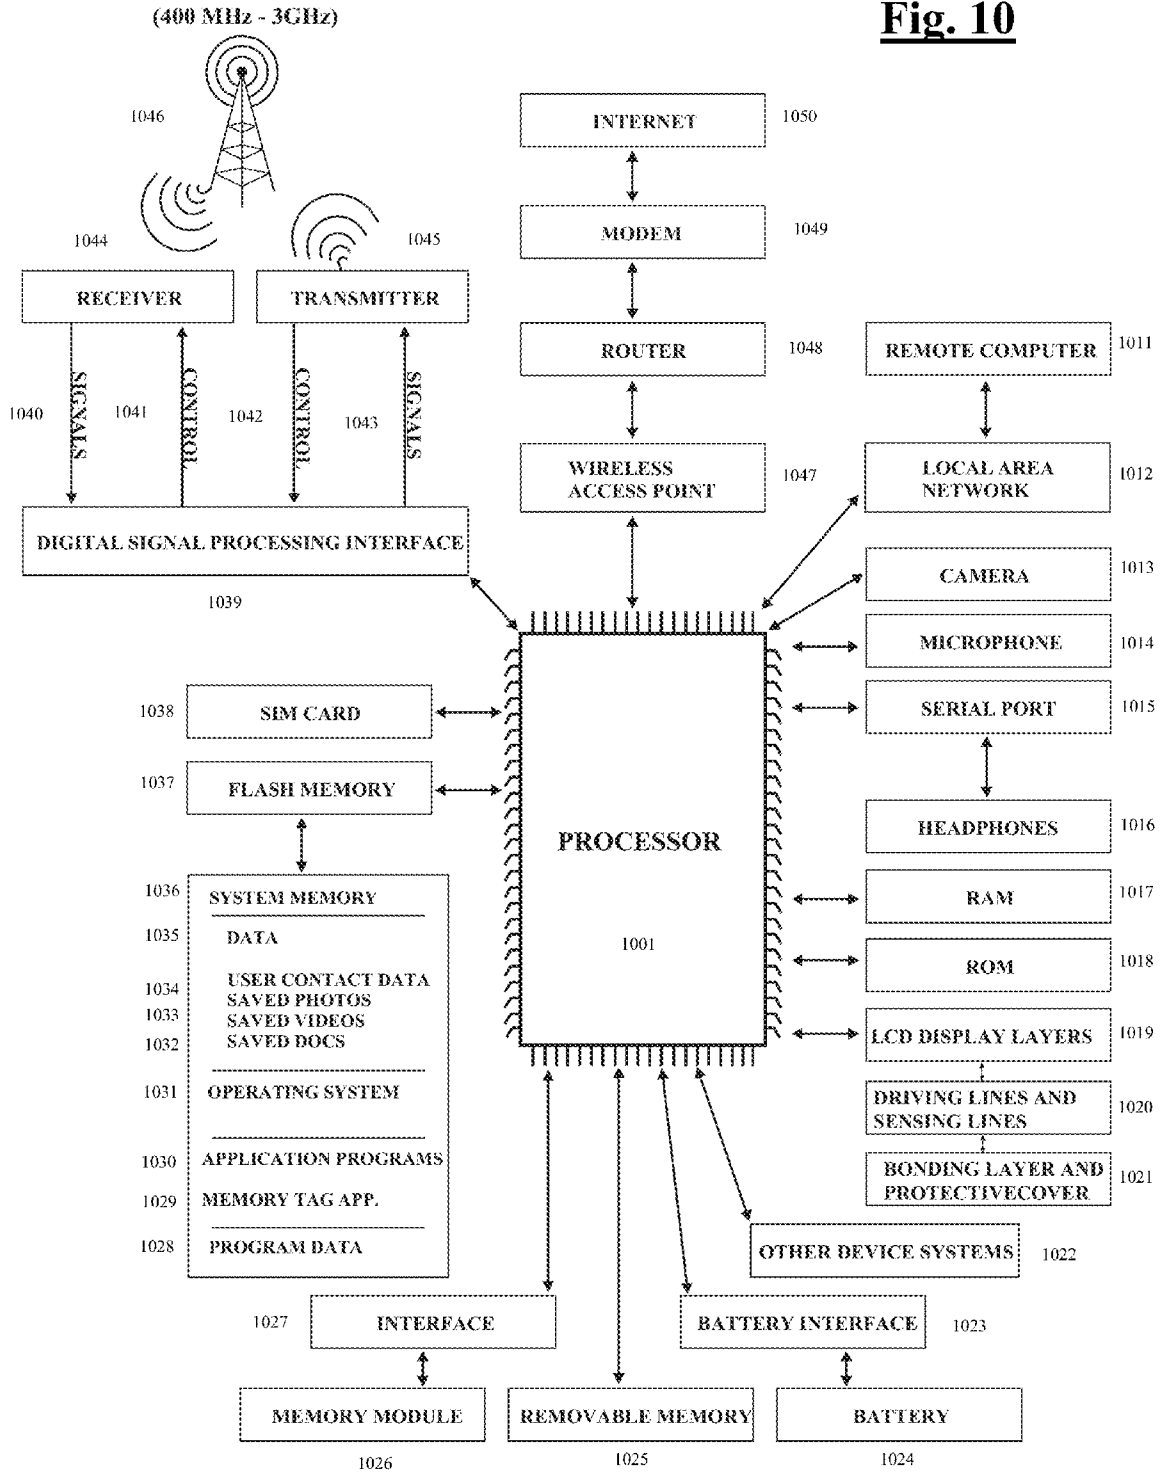 (400 MHz - 3GHz)
Fig. 10
1046
INTERNET
1050
MODEM
1049
1044
1045
RECEIVER
TRANSMITTER
ROUTER
1048
REMOTE COMPUTER
1011
1040
SIGNALS
1041
CONTROL
1042
CONTROL
1043
SIGNALS
WIRELESS
ACCESS POINT
1047
LOCAL AREA
NETWORK
1012
DIGITAL SIGNAL PROCESSING INTERFACE
1039
CAMERA
1013
MICROPHONE
1014
1038
SIM CARD
SERIAL PORT
1015
1037
FLASH MEMORY
HEADPHONES
1016
PROCESSOR
1001
1036
SYSTEM MEMORY
RAM
1017
1035
DATA
ROM
1018
1034
USER CONTACT DATA
SAVED PHOTOS
1033
SAVED VIDEOS
1032
SAVED DOCS
LCD DISPLAY LAYERS
1019
1031
OPERATING SYSTEM
DRIVING LINES AND
SENSING LINES
1020
1030
APPLICATION PROGRAMS
BONDING LAYER AND
PROTECTIVECOVER
1021
1029
MEMORY TAG APP.
1028
PROGRAM DATA
OTHER DEVICE SYSTEMS
1022
1027
INTERFACE
BATTERY INTERFACE
1023
MEMORY MODULE
REMOVABLE MEMORY
BATTERY
1026
1025
1024